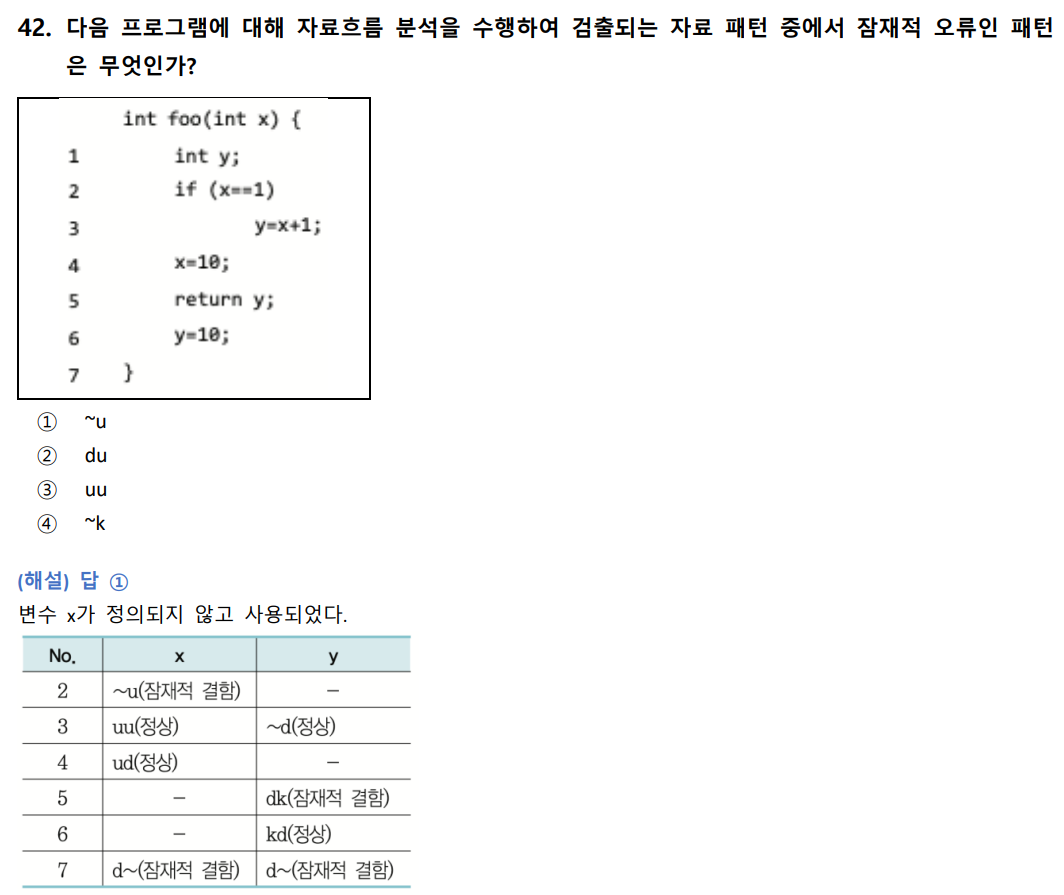 42. 다음 프로그램에 대해 자료흐름 분석을 수행하여 검출되는 자료 패턴 중에서 잠재적 오류인 패턴
은 무엇인가?
int foo(int x) {
1 int y;
2 if (x==1)
3 y=x+1;
4 x=10;
5 return y;
6 y=10;
7 }
① ~u
② du
③ uu
④ ~k
(해설) 답 ①
변수 x가 정의되지 않고 사용되었다.
No. x y
2 ~u(잠재적 결함) –
3 uu(정상) ~d(정상)
4 ud(정상) –
5 – dk(잠재적 결함)
6 – kd(정상)
7 d~(잠재적 결함) d~(잠재적 결함)